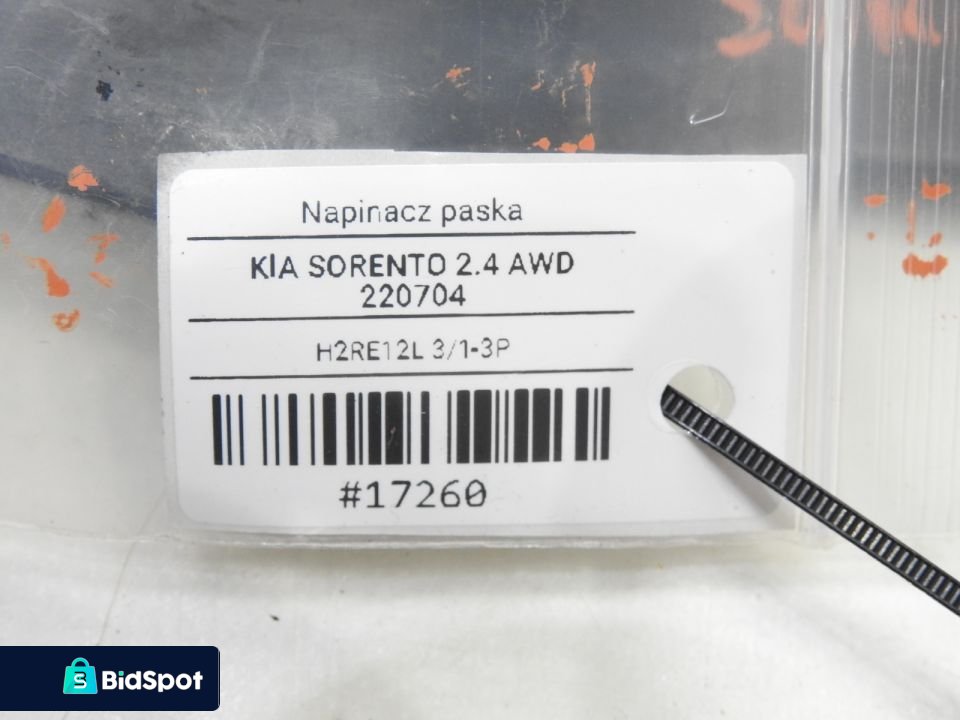 Napinacz paska
KIA SORENTO 2.4 AWD
220704
H2RE12L 3/1-3P
#17260
BidSpot